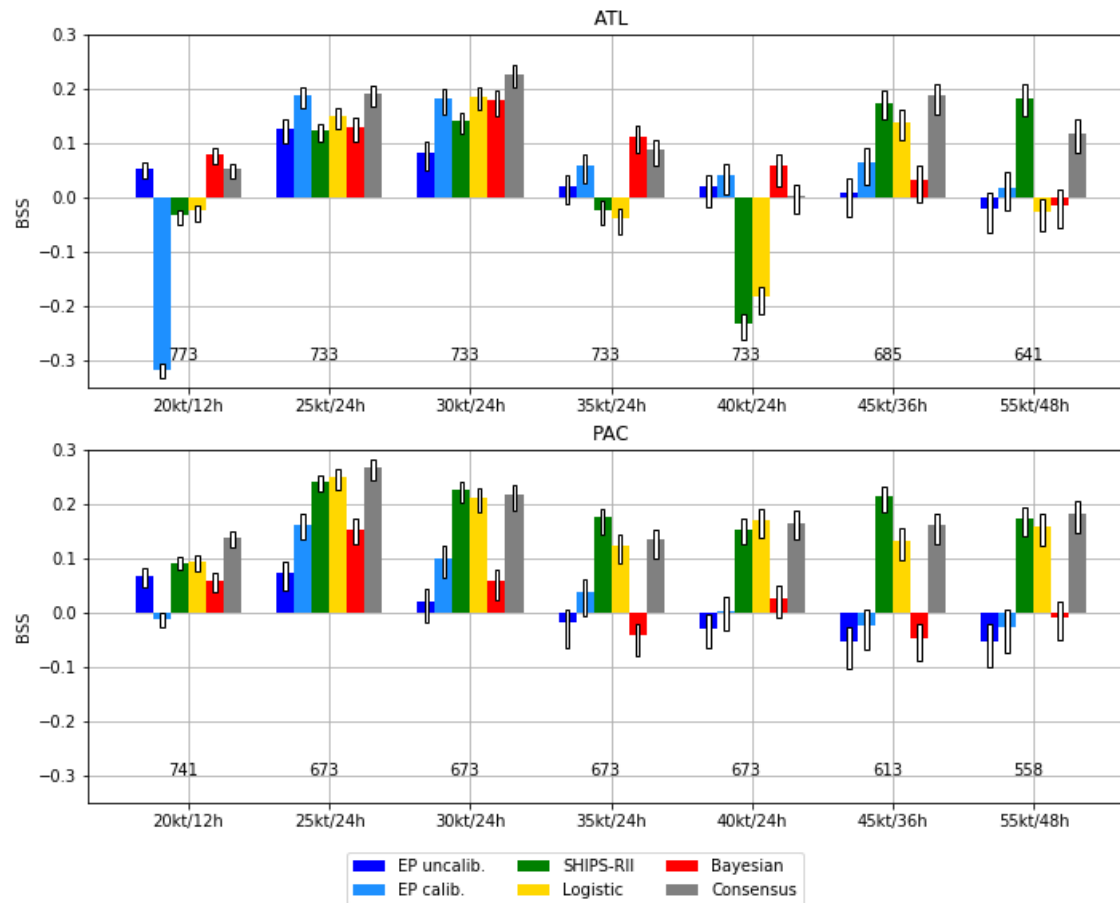 ATL
0.3
0.2
0.1
0.0
−0.1
−0.2
−0.3
BSS
773 733 733 733 733 685 641
20kt/12h 25kt/24h 30kt/24h 35kt/24h 40kt/24h 45kt/36h 55kt/48h
PAC
0.3
0.2
0.1
0.0
−0.1
−0.2
−0.3
BSS
741 673 673 673 673 613 558
20kt/12h 25kt/24h 30kt/24h 35kt/24h 40kt/24h 45kt/36h 55kt/48h
EP uncalib. SHIPS-RII Bayesian
EP calib. Logistic Consensus